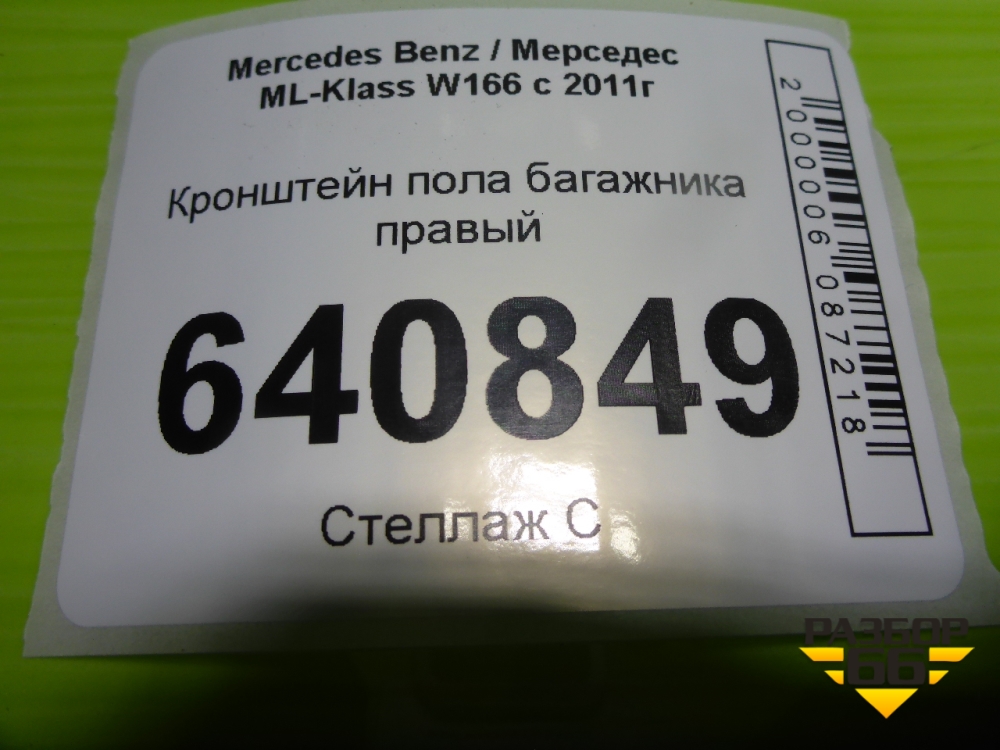 Mercedes Benz / Мерседес
ML-Klass W166 с 2011г
Кронштейн пола багажника
правый
640849
Стеллаж С
2000006087218
РАЗБОР
66